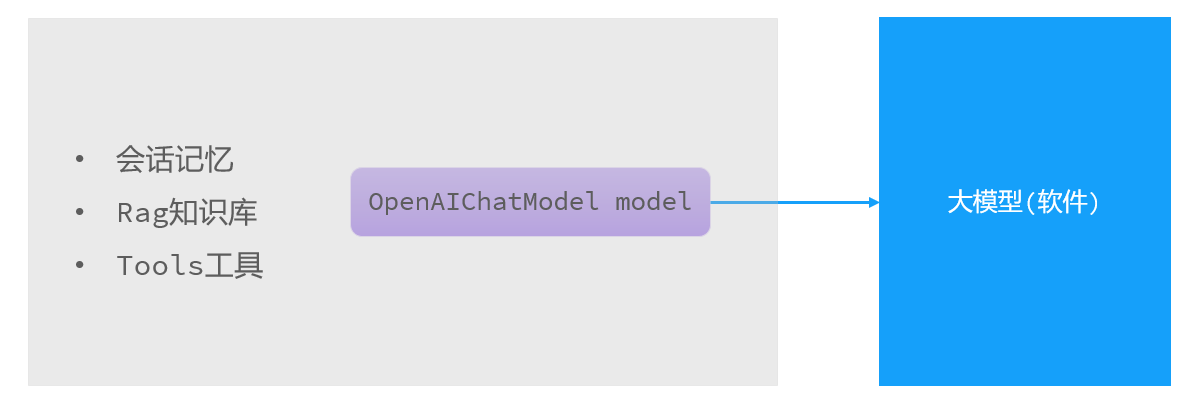 • 会话记忆
• Rag知识库
• Tools工具
OpenAIChatModel model
大模型(软件)